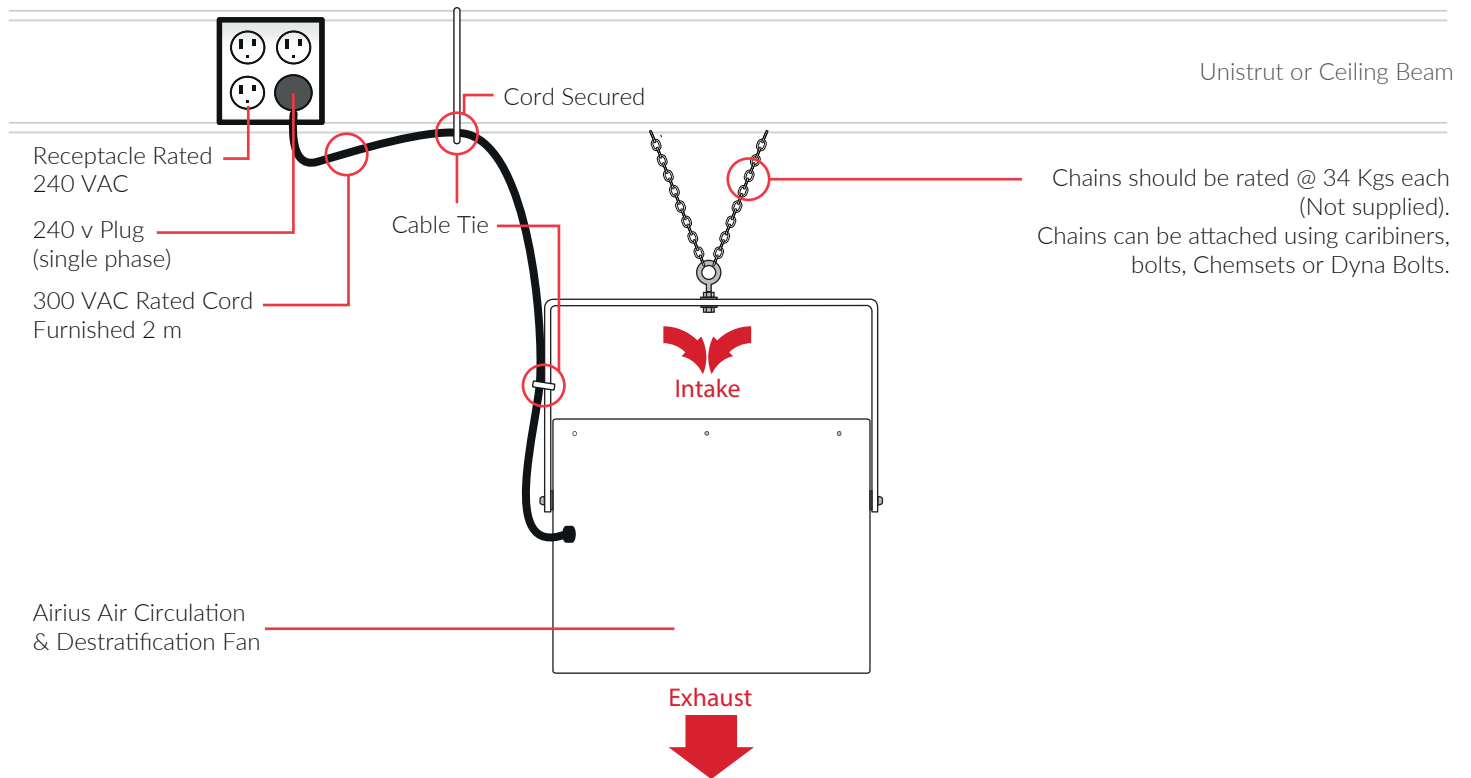 Unistrut or Ceiling Beam
Cord Secured
Receptacle Rated
240 VAC
240 v Plug
(single phase)
300 VAC Rated Cord
Furnished 2 m
Cable Tie
Chains should be rated @ 34 Kgs each
(Not supplied).
Chains can be attached using caribiners,
bolts, Chemsets or Dyna Bolts.
Intake
Airius Air Circulation
& Destratification Fan
Exhaust